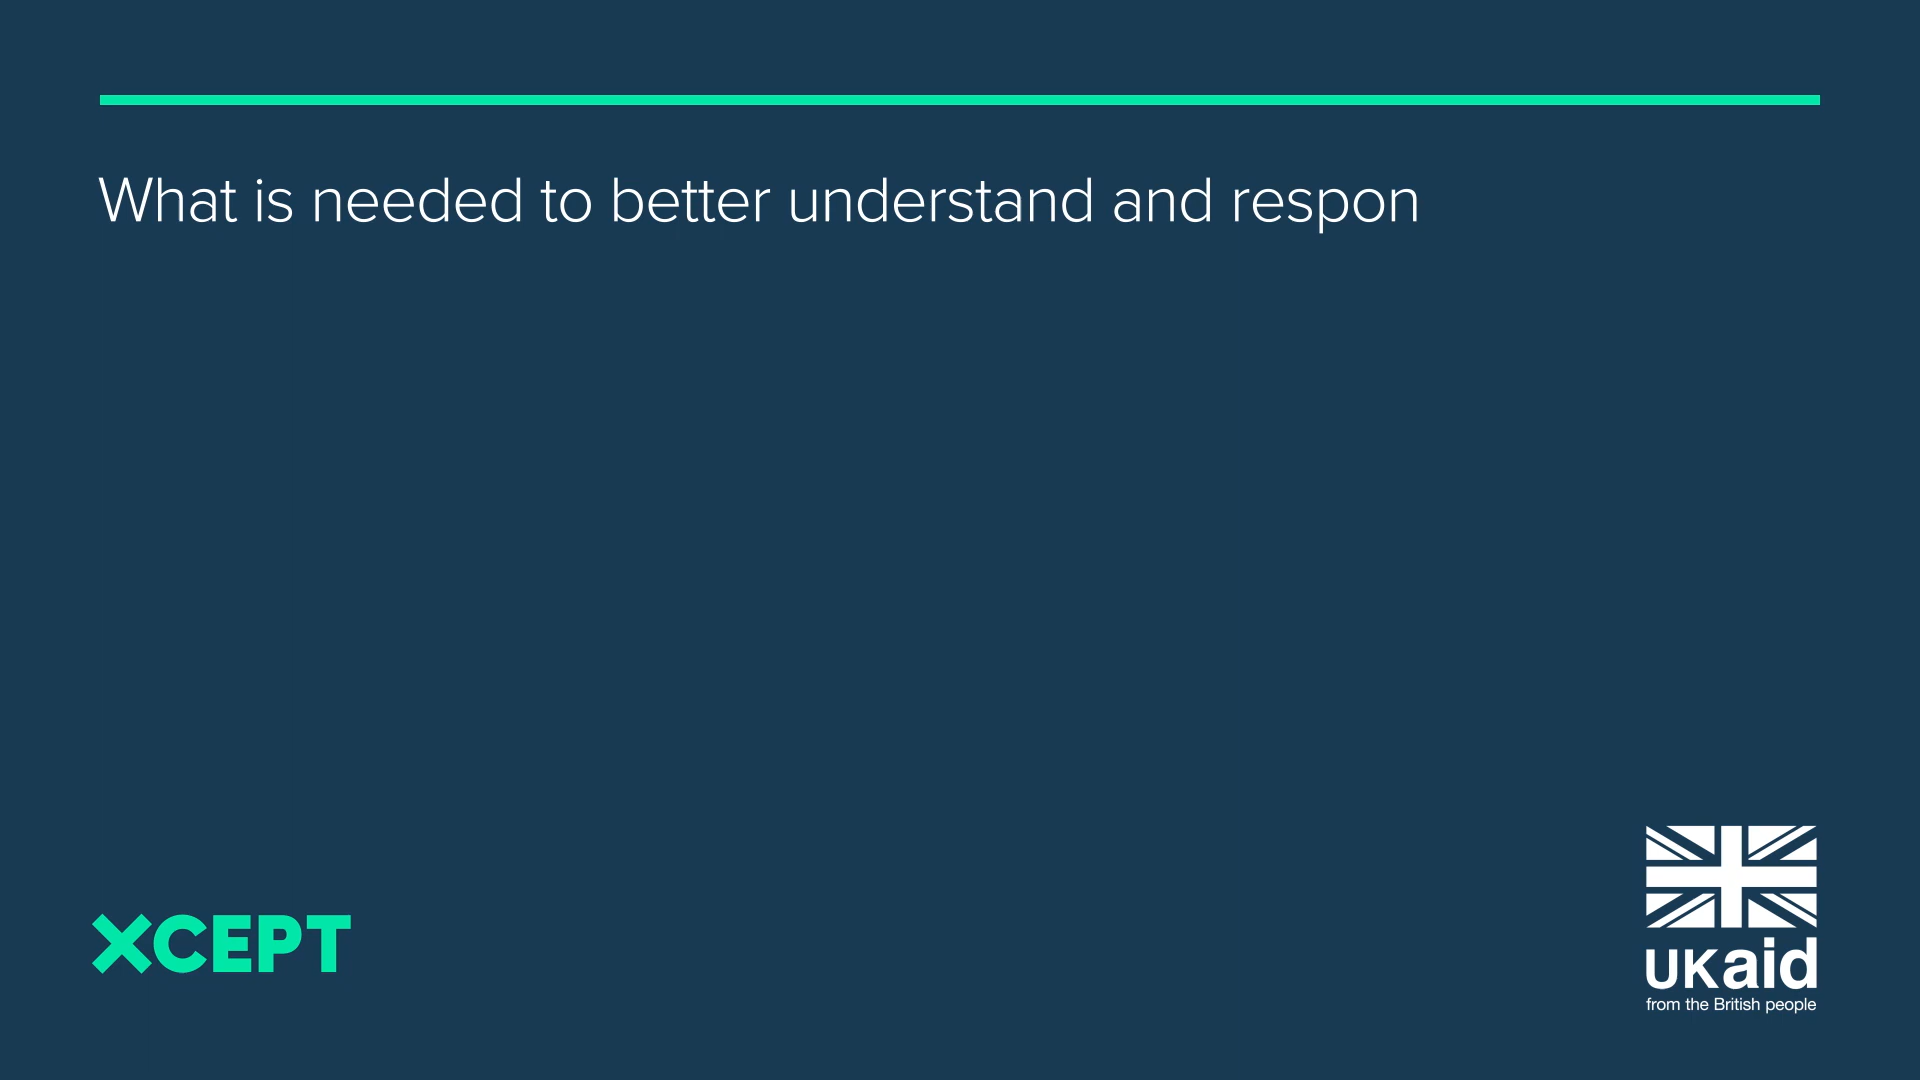 What is needed to better understand and respon
XCEPT
UKaid
from the British people